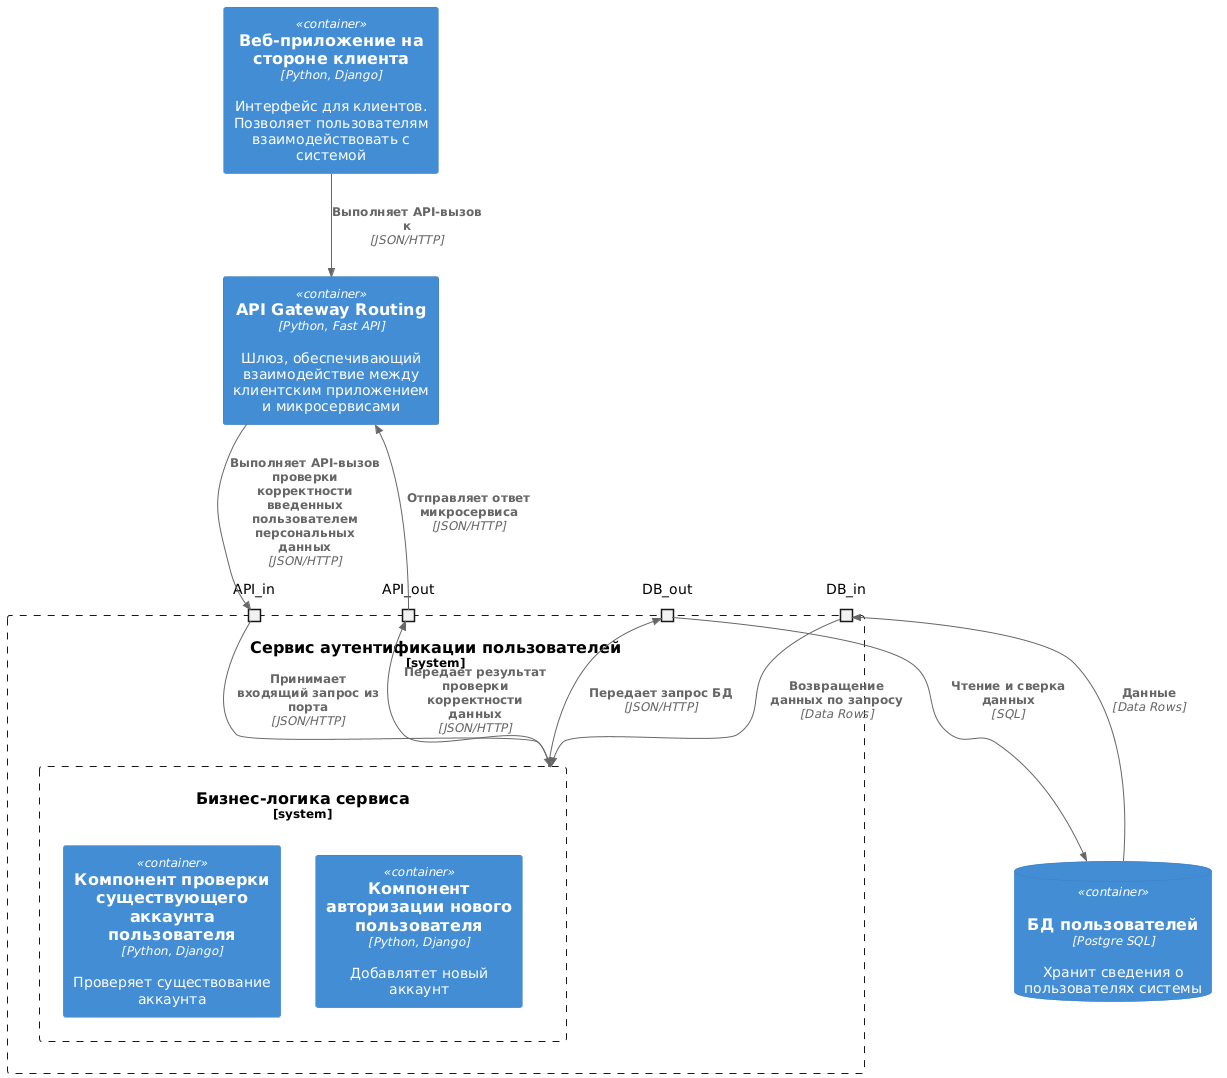 «container»
Веб-приложение на
стороне клиента
[Python, Django]
Интерфейс для клиентов.
Позволяет пользователям
взаимодействовать с
системой
Выполняет API-вызов
к
[JSON/HTTP]
«container»
API Gateway Routing
[Python, Fast API]
Шлюз, обеспечивающий
взаимодействие между
клиентским приложением
и микросервисами
Выполняет API-вызов
проверки
корректности
введенных
пользователем
персональных
данных
[JSON/HTTP]
Отправляет ответ
микросервиса
[JSON/HTTP]
API_in
API_out
DB_out
DB_in
Сервис аутентификации пользователей
[system]
Принимает
входящий запрос из
порта
[JSON/HTTP]
Передает результат
проверки
корректности
данных
[JSON/HTTP]
Передает запрос БД
[JSON/HTTP]
Возвращение
данных по запросу
[Data Rows]
Чтение и сверка
данных
[SQL]
Данные
[Data Rows]
Бизнес-логика сервиса
[system]
«container»
Компонент проверки
существующего
аккаунта
пользователя
[Python, Django]
Проверяет существование
аккаунта
«container»
Компонент
авторизации нового
пользователя
[Python, Django]
Добавлятет новый
аккаунт
«container»
БД пользователей
[Postgre SQL]
Хранит сведения о
пользователях системы